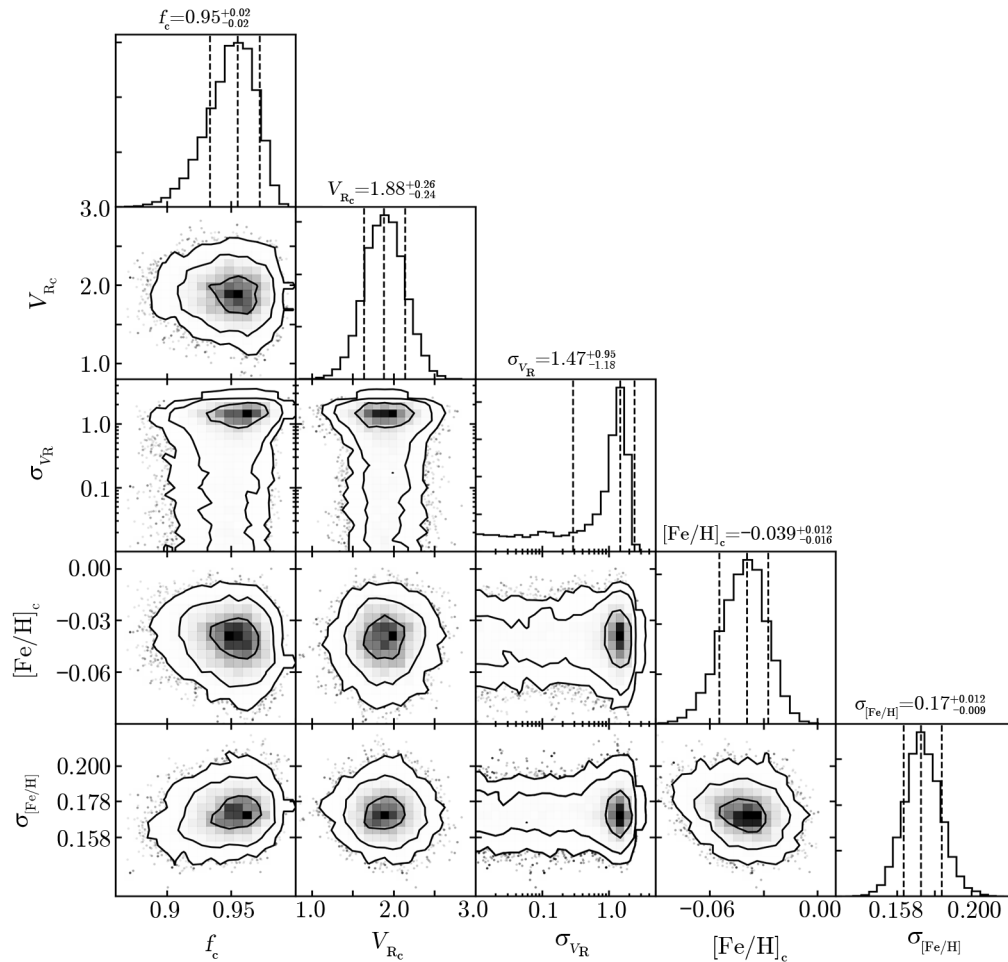 f_c=0.95^{+0.02}_{-0.02}
V_{R_c}=1.88^{+0.26}_{-0.24}
3.0
2.0
1.0
V_{R_c}
σ_{V_R}=1.47^{+0.95}_{-1.18}
1.0
0.1
σ_{V_R}
[Fe/H]_c=−0.039^{+0.012}_{-0.016}
0.00
−0.03
−0.06
[Fe/H]_c
σ_{[Fe/H]}=0.17^{+0.012}_{-0.009}
0.200
0.178
0.158
σ_{[Fe/H]}
0.9 0.95 1.0 2.0 3.0 0.1 1.0 −0.06 0.00 0.158 0.200
f_c V_{R_c} σ_{V_R} [Fe/H]_c σ_{[Fe/H]}